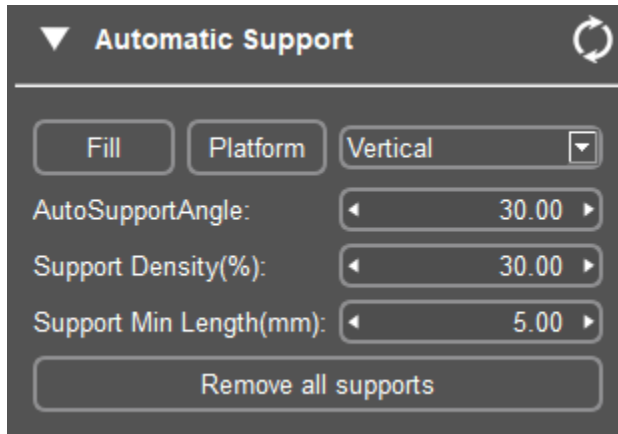 Automatic Support
Fill Platform Vertical
AutoSupportAngle: 30.00
Support Density(%): 30.00
Support Min Length(mm): 5.00
Remove all supports